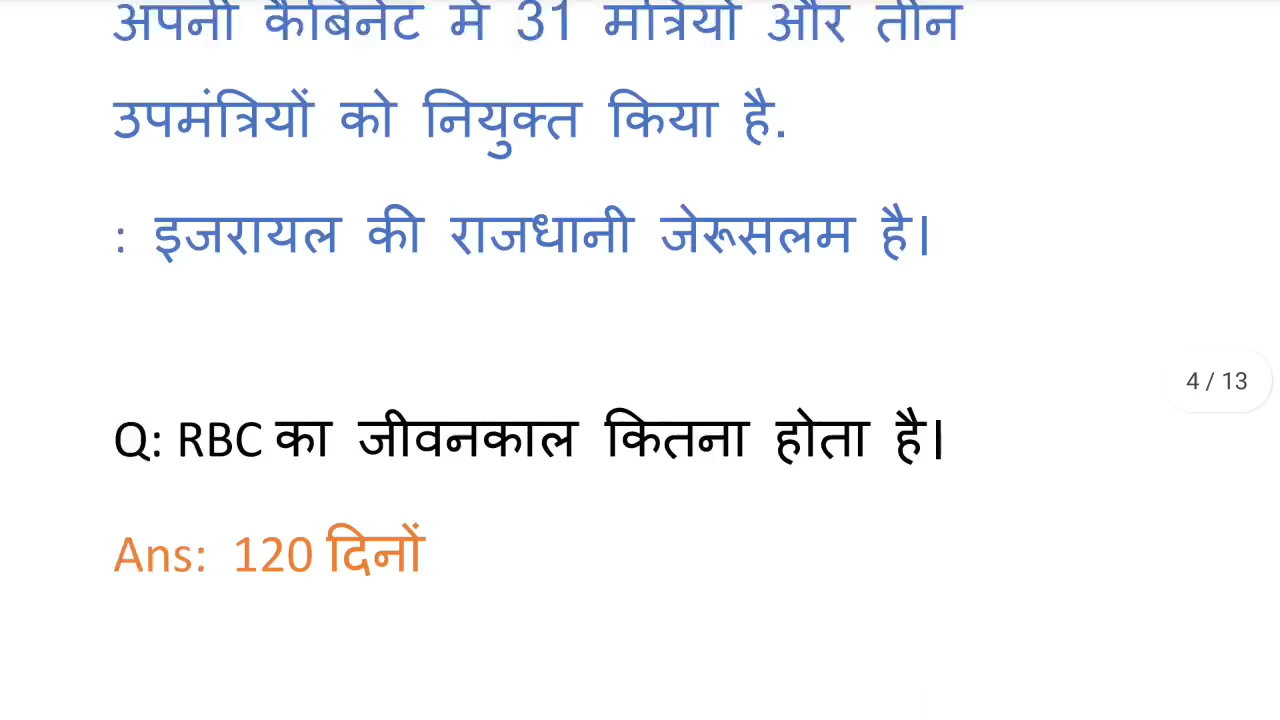 अपनी कैबिनेट में 31 मंत्रियों और तीन
उपमंत्रियों को नियुक्त किया है.
: इजरायल की राजधानी जेरूसलम है।
4 / 13
Q: RBC का जीवनकाल कितना होता है।
Ans: 120 दिनों